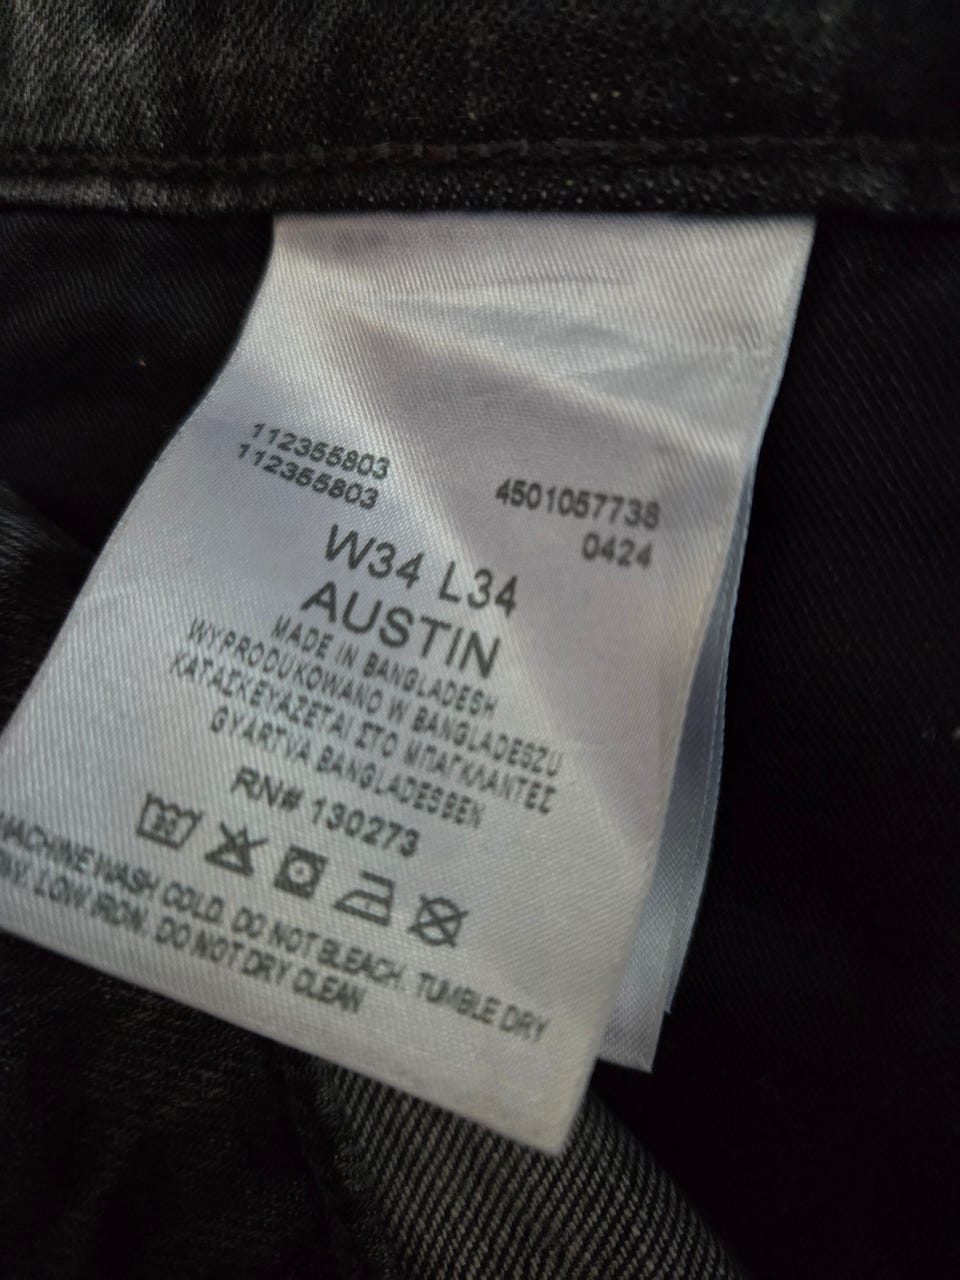 112355803
112355803
4501057738
0424
W34 L34
AUSTIN
MADE IN BANGLADESH
WYPRODUKOWANO W BANGLADESZU
ΚΑΤΑΣΚΕΥΑΖΕΤΑΙ ΣΤΟ ΜΠΑΓΚΛΑΝΤΕΣ
GYÁRTVA BANGLADESBEN
RN# 130273
30
MACHINE WASH COLD. DO NOT BLEACH. TUMBLE DRY
LOW IRON. DO NOT DRY CLEAN